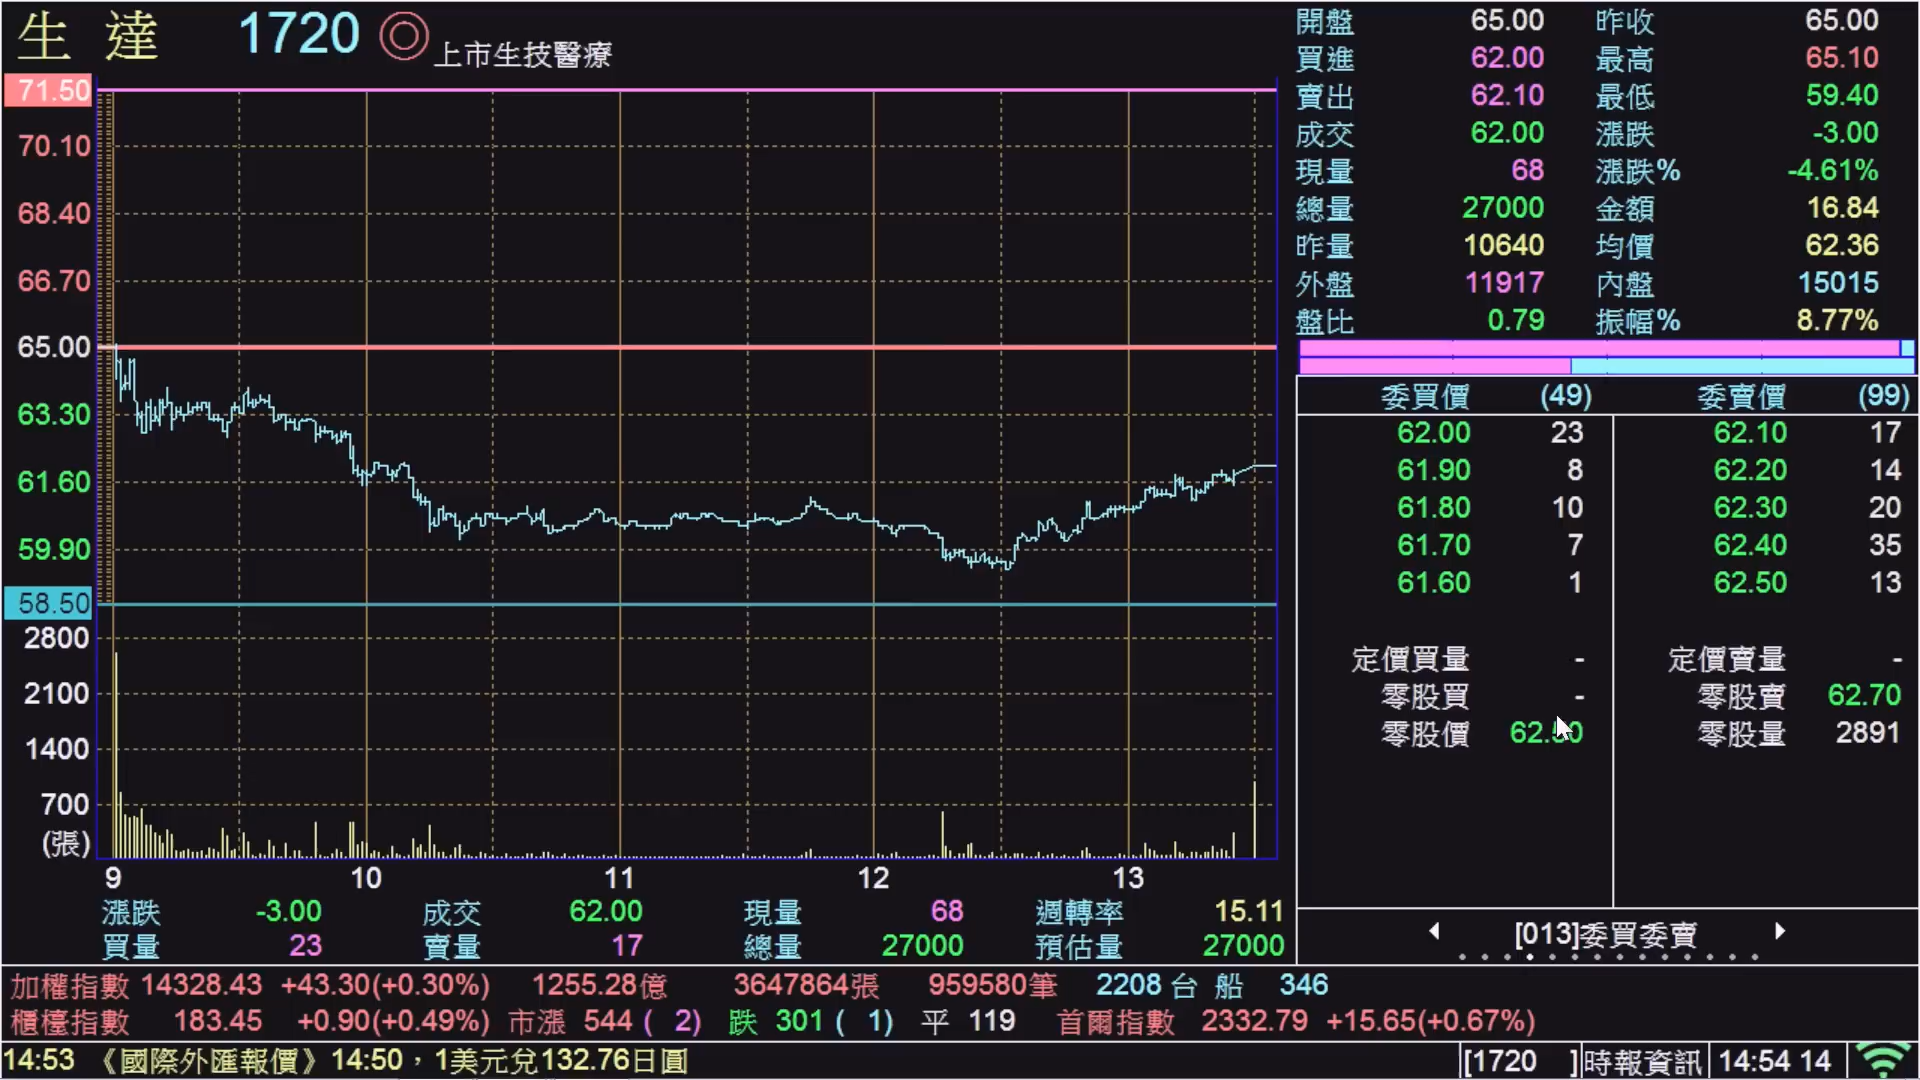 生 達 1720 上市生技醫療
71.50
70.10
68.40
66.70
65.00
63.30
61.60
59.90
58.50
2800
2100
1400
700
(張)
9 10 11 12 13
漲跌 -3.00 成交 62.00 現量 68 週轉率 15.11
買量 23 賣量 17 總量 27000 預估量 27000
開盤 65.00 昨收 65.00
買進 62.00 最高 65.10
賣出 62.10 最低 59.40
成交 62.00 漲跌 -3.00
現量 68 漲跌% -4.61%
總量 27000 金額 16.84
昨量 10640 均價 62.36
外盤 11917 內盤 15015
盤比 0.79 振幅% 8.77%
委買價 (49) 委賣價 (99)
62.00 23 62.10 17
61.90 8 62.20 14
61.80 10 62.30 20
61.70 7 62.40 35
61.60 1 62.50 13
定價買量 - 定價賣量 -
零股買 - 零股賣 62.70
零股價 62.50 零股量 2891
[013]委買委賣
加權指數 14328.43 +43.30(+0.30%) 1255.28億 3647864張 959580筆 2208 台 船 346
櫃檯指數 183.45 +0.90(+0.49%) 市漲 544 ( 2) 跌 301 ( 1) 平 119 首爾指數 2332.79 +15.65(+0.67%)
14:53 《國際外匯報價》14:50，1美元兌132.76日圓 [1720 ]時報資訊 14:54 14